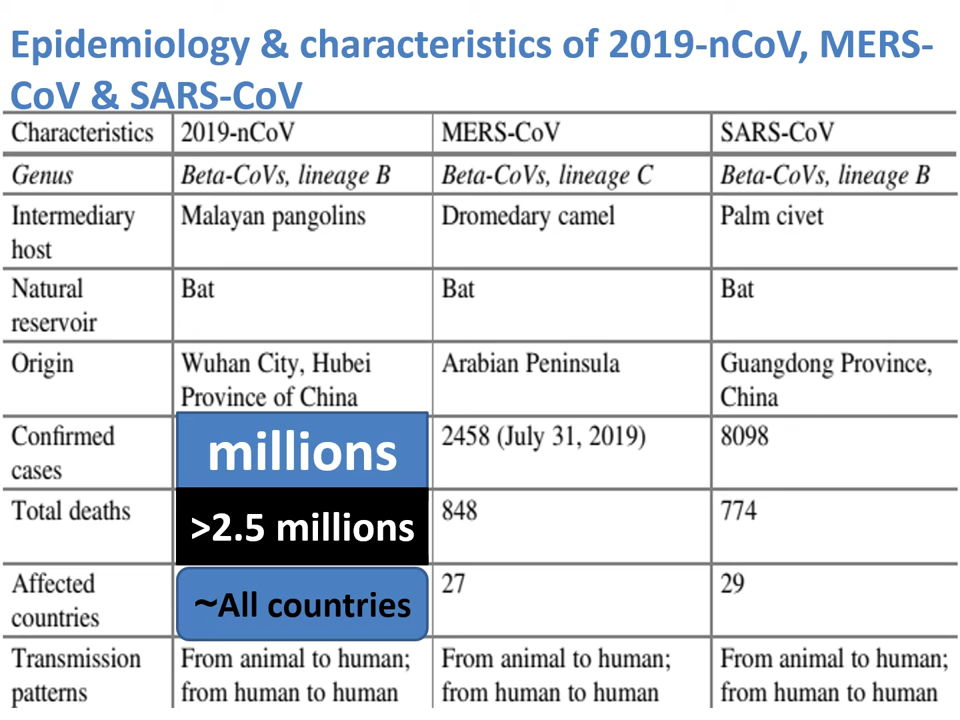 Epidemiology & characteristics of 2019-nCoV, MERS-
CoV & SARS-CoV
Characteristics 2019-nCoV MERS-CoV SARS-CoV
Genus Beta-CoVs, lineage B Beta-CoVs, lineage C Beta-CoVs, lineage B
Intermediary Malayan pangolins Dromedary camel Palm civet
host
Natural Bat Bat Bat
reservoir
Origin Wuhan City, Hubei Arabian Peninsula Guangdong Province,
Province of China China
Confirmed millions 2458 (July 31, 2019) 8098
cases
Total deaths >2.5 millions 848 774
Affected ~All countries 27 29
countries
Transmission From animal to human; From animal to human; From animal to human;
patterns from human to human from human to human from human to human